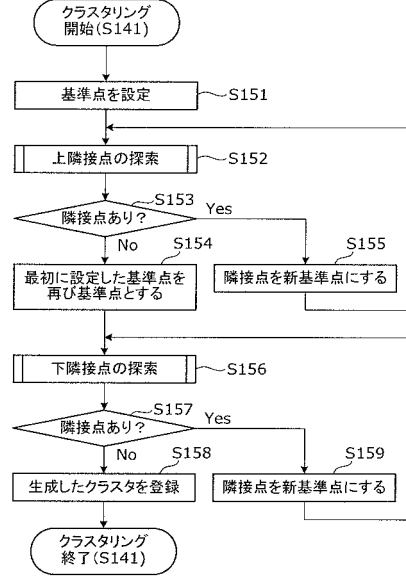 クラスタリング
開始(S141)
基準点を設定
S151
上隣接点の探索
S152
隣接点あり?
S153
Yes
No
S154
最初に設定した基準点を
再び基準点とする
S155
隣接点を新基準点にする
下隣接点の探索
S156
隣接点あり?
S157
Yes
No
S158
生成したクラスタを登録
S159
隣接点を新基準点にする
クラスタリング
終了(S141)